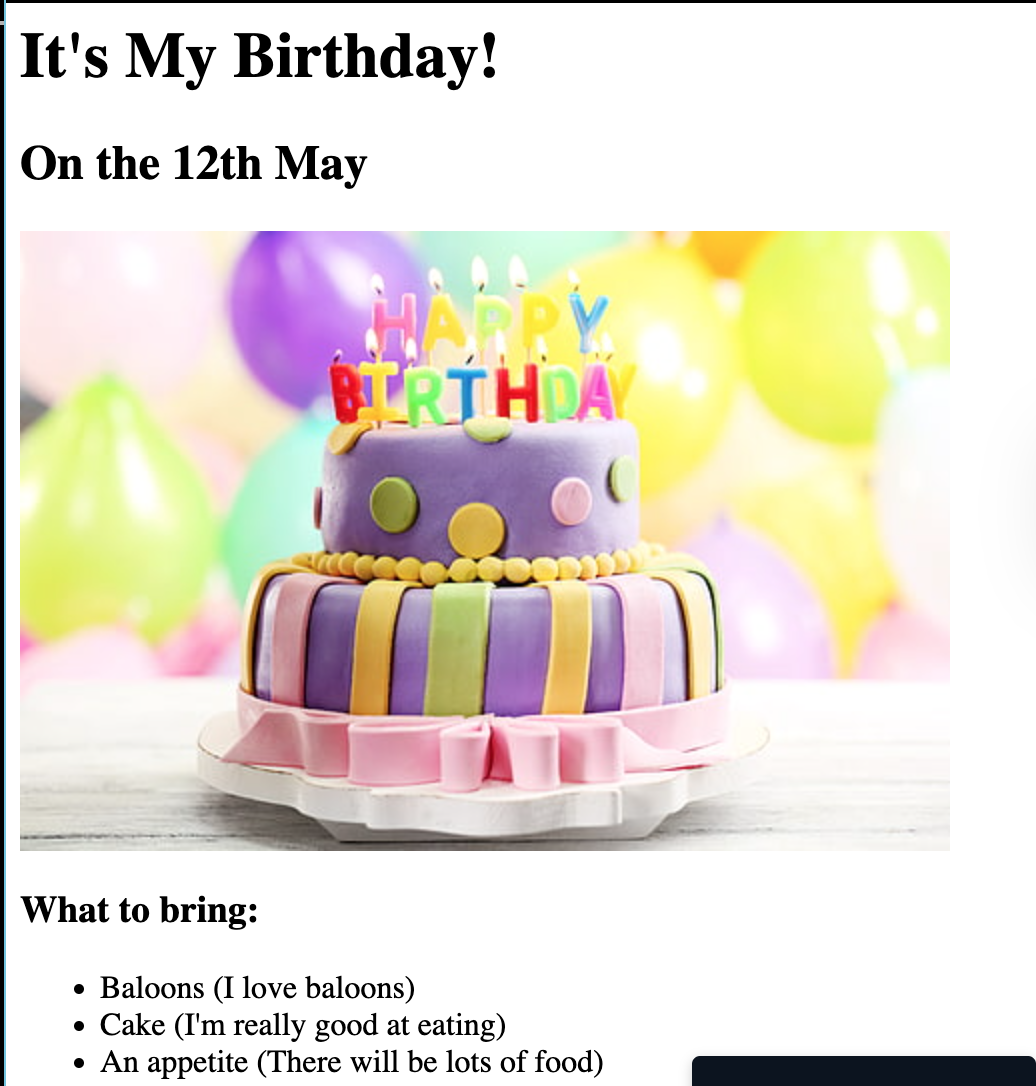 It's My Birthday!
On the 12th May
HAPPY
BIRTHDAY
What to bring:
Baloons (I love baloons)
Cake (I'm really good at eating)
An appetite (There will be lots of food)